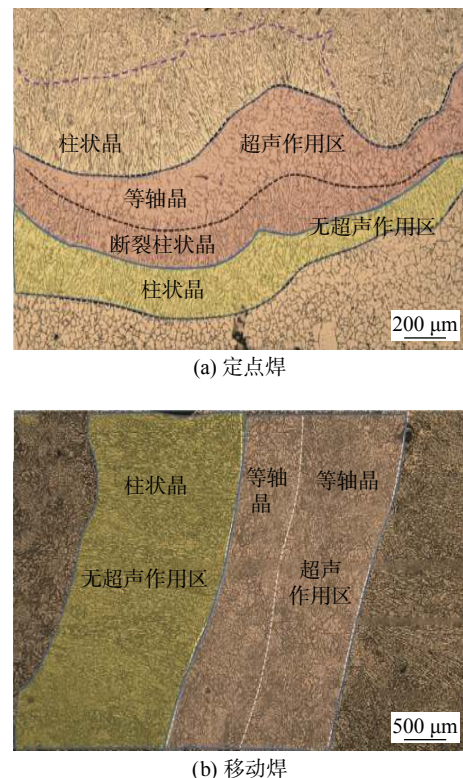 柱状晶
超声作用区
等轴晶
断裂柱状晶
无超声作用区
柱状晶
200 μm
(a) 定点焊
柱状晶
等轴
晶
等轴晶
无超声作用区
超声
作用区
500 μm
(b) 移动焊